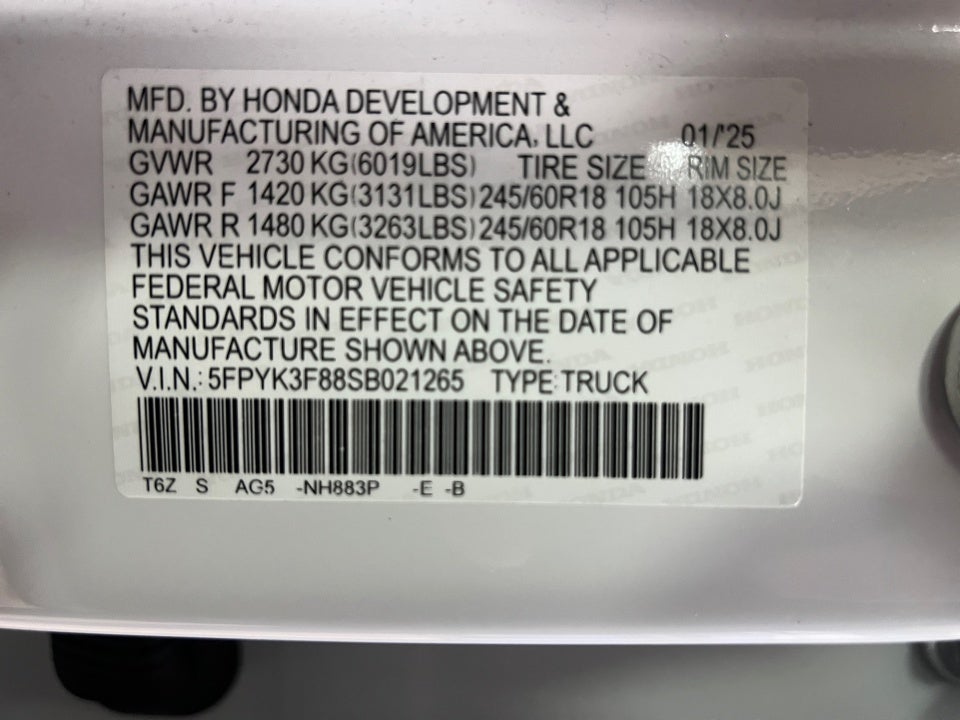 MFD. BY HONDA DEVELOPMENT &
MANUFACTURING OF AMERICA, LLC 01/'25
GVWR 2730 KG(6019LBS) TIRE SIZE RIM SIZE
GAWR F 1420 KG(3131LBS) 245/60R18 105H 18X8.0J
GAWR R 1480 KG(3263LBS) 245/60R18 105H 18X8.0J
THIS VEHICLE CONFORMS TO ALL APPLICABLE
FEDERAL MOTOR VEHICLE SAFETY
STANDARDS IN EFFECT ON THE DATE OF
MANUFACTURE SHOWN ABOVE.
V.I.N.: 5FPYK3F88SB021265 TYPE: TRUCK
T6Z S AG5 -NH883P -E -B